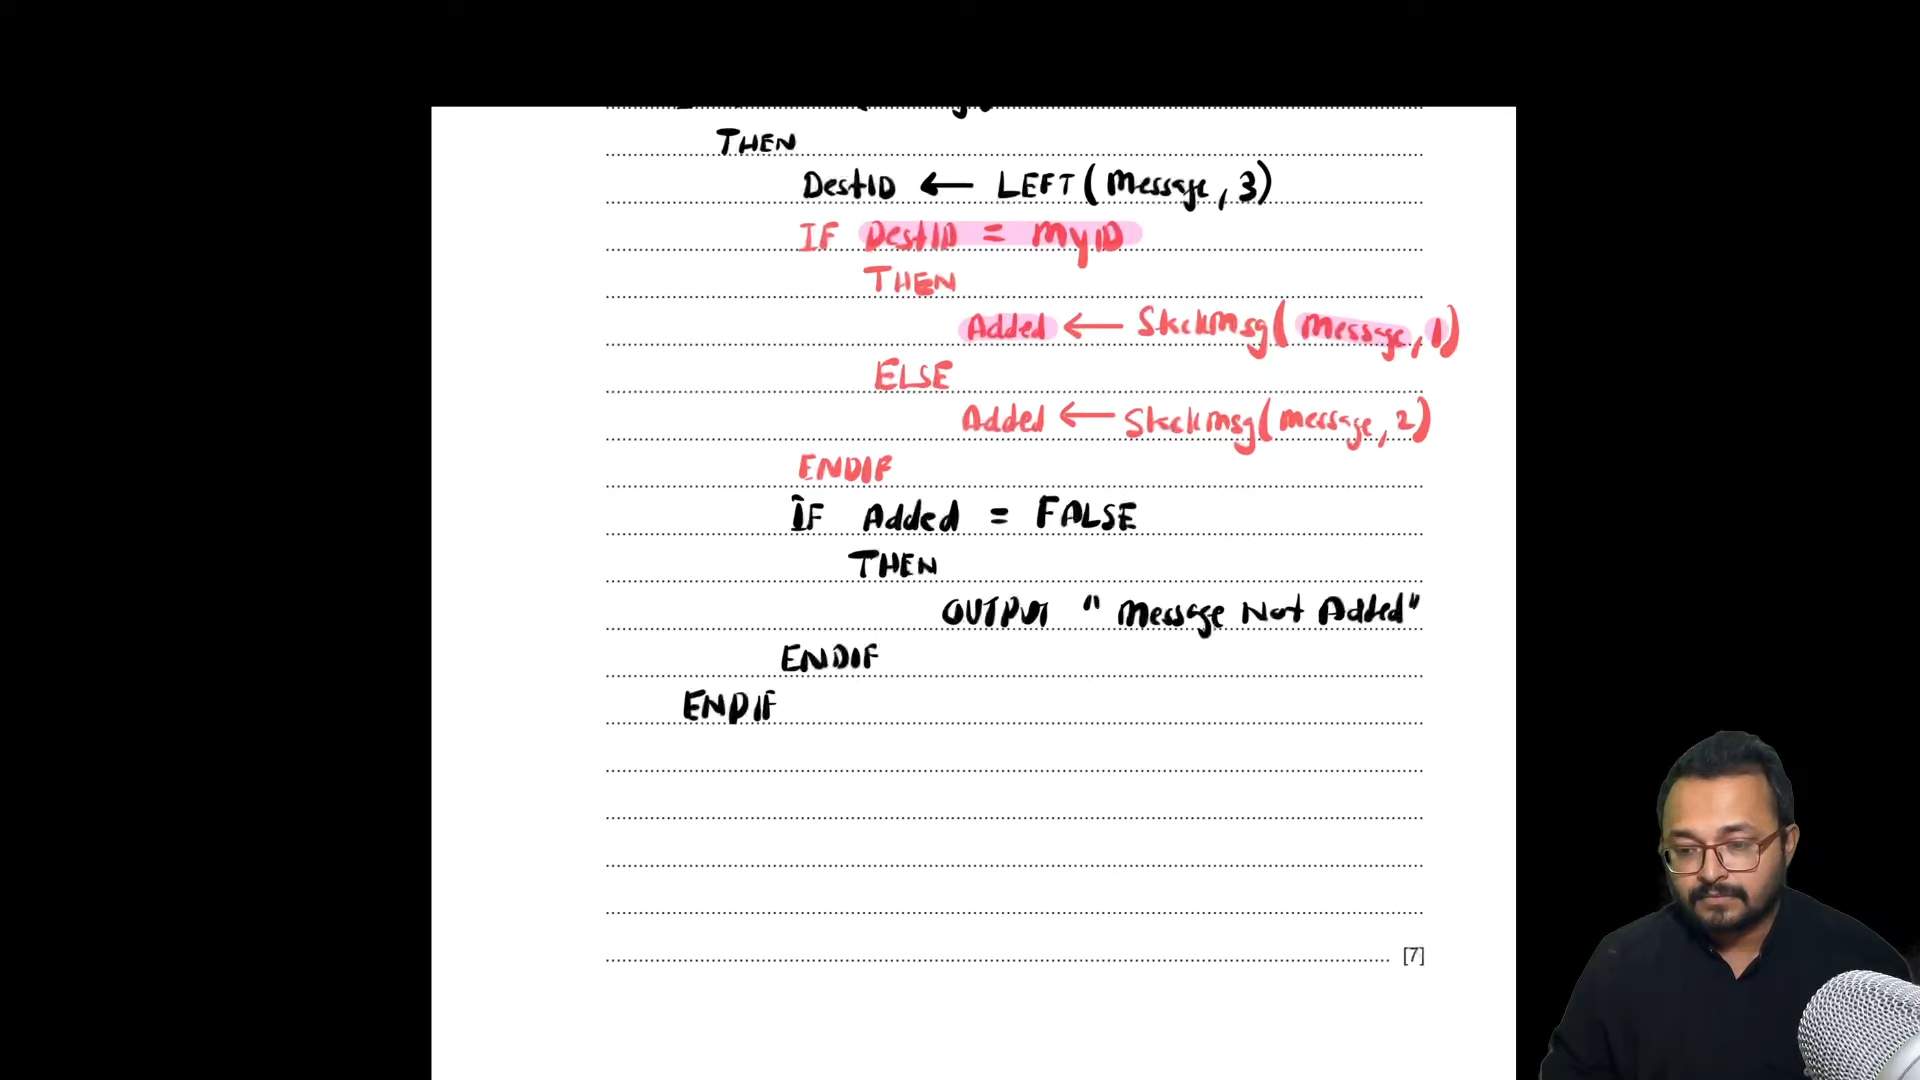 THEN
DestID ← LEFT(Message, 3)
IF DestID = MyID
THEN
Added ← StackMsg(Message, 1)
ELSE
Added ← StackMsg(Message, 2)
ENDIF
IF Added = FALSE
THEN
OUTPUT "Message Not Added"
ENDIF
ENDIF
[7]